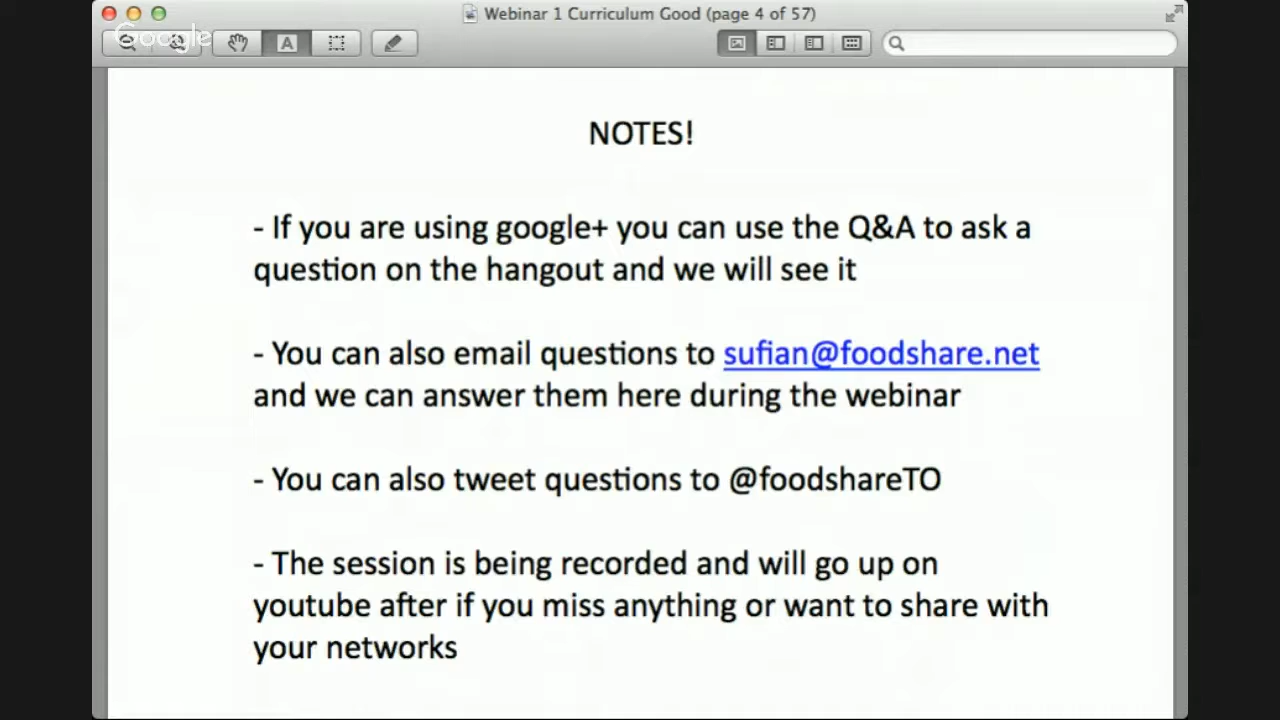 Webinar 1 Curriculum Good (page 4 of 57)
Google
NOTES!
- If you are using google+ you can use the Q&A to ask a
question on the hangout and we will see it
- You can also email questions to sufian@foodshare.net
and we can answer them here during the webinar
- You can also tweet questions to @foodshareTO
- The session is being recorded and will go up on
youtube after if you miss anything or want to share with
your networks